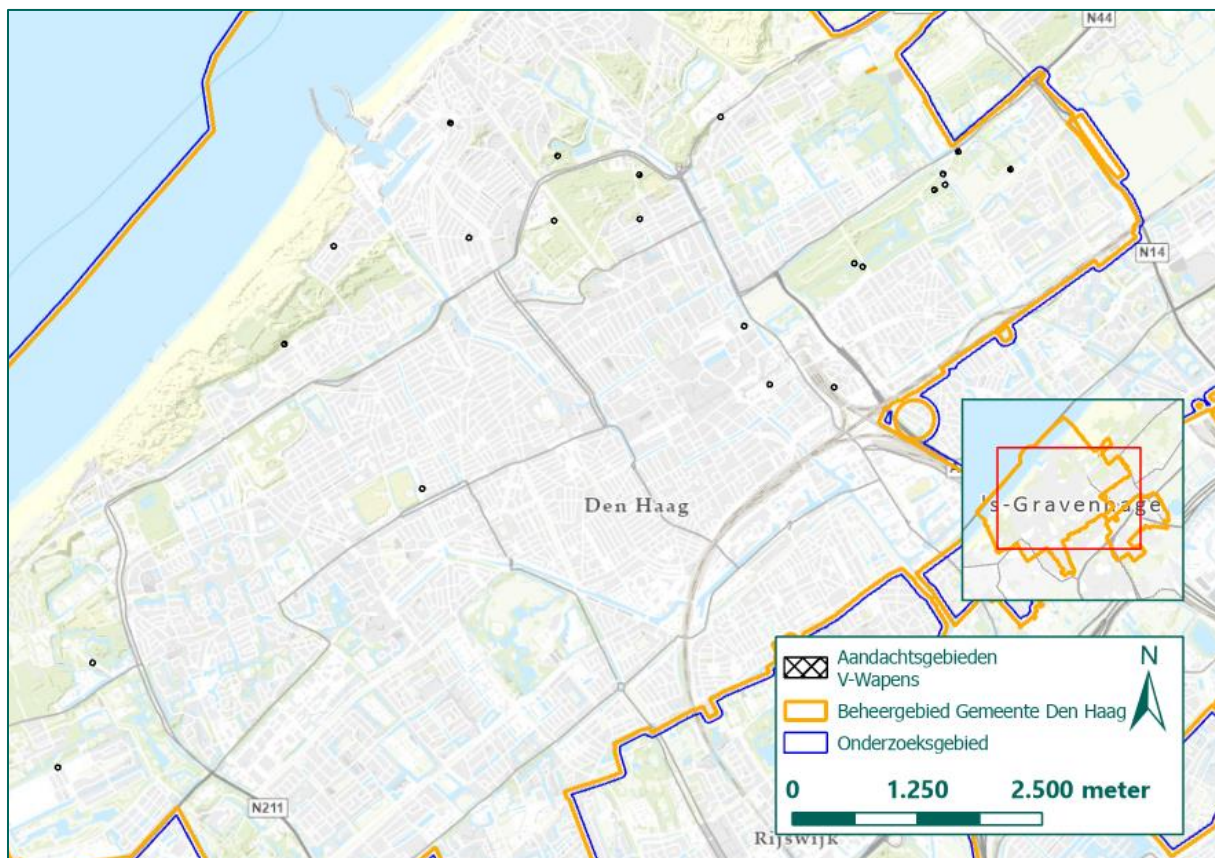 N44
N14
Den Haag
's-Gravenhage
N211
Rijswijk
Aandachtsgebieden
V-Wapens
N
Beheergebied Gemeente Den Haag
Onderzoeksgebied
0 1.250 2.500 meter